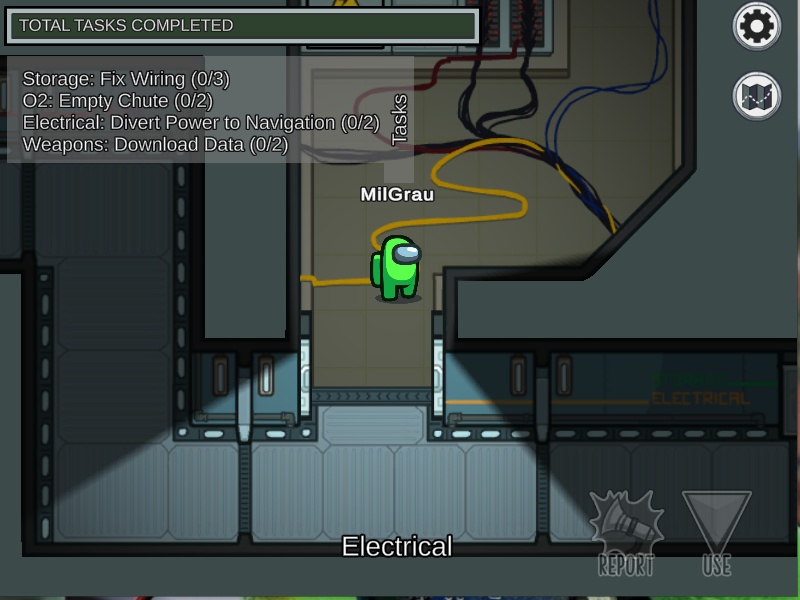 TOTAL TASKS COMPLETED
Storage: Fix Wiring (0/3)
O2: Empty Chute (0/2)
Electrical: Divert Power to Navigation (0/2)
Weapons: Download Data (0/2)
Tasks
MilGrau
ELECTRICAL
Electrical
REPORT
USE